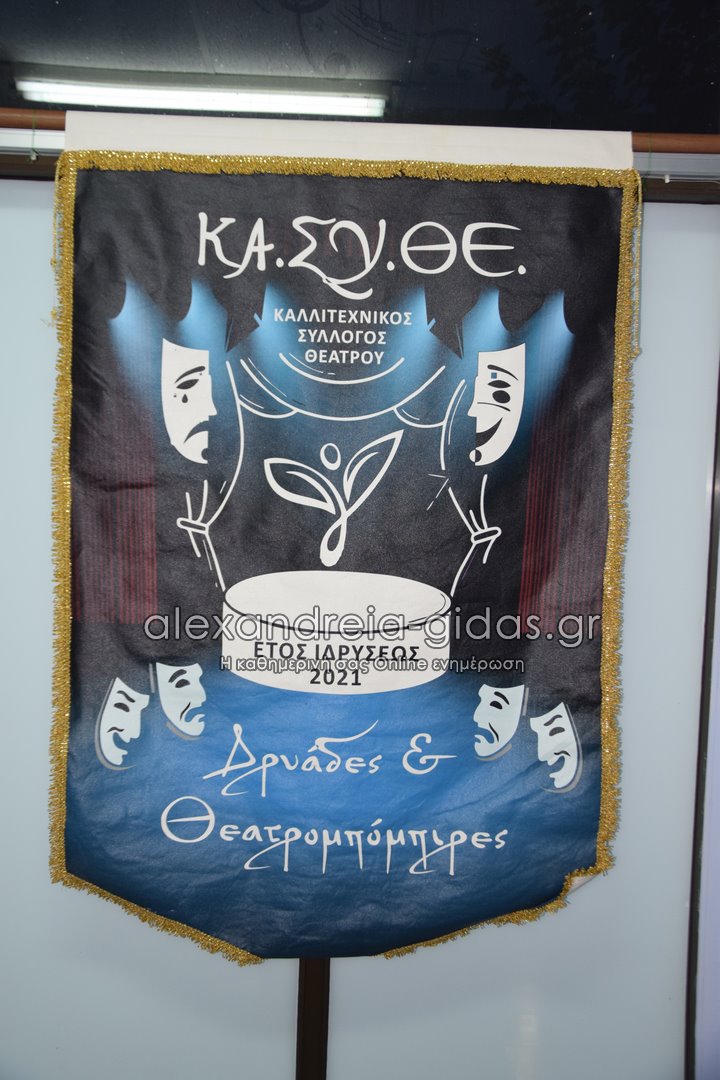 ΚΑ.ΣΥ.ΘΕ.
ΚΑΛΛΙΤΕΧΝΙΚΟΣ
ΣΥΛΛΟΓΟΣ
ΘΕΑΤΡΟΥ
alexandreia-gidas.gr
ΕΤΟΣ ΙΔΡΥΣΕΩΣ
Η καθημερινή σας Online ενημέρωση
2021
Δρυάδες &
Θεατρομπόμπιρες